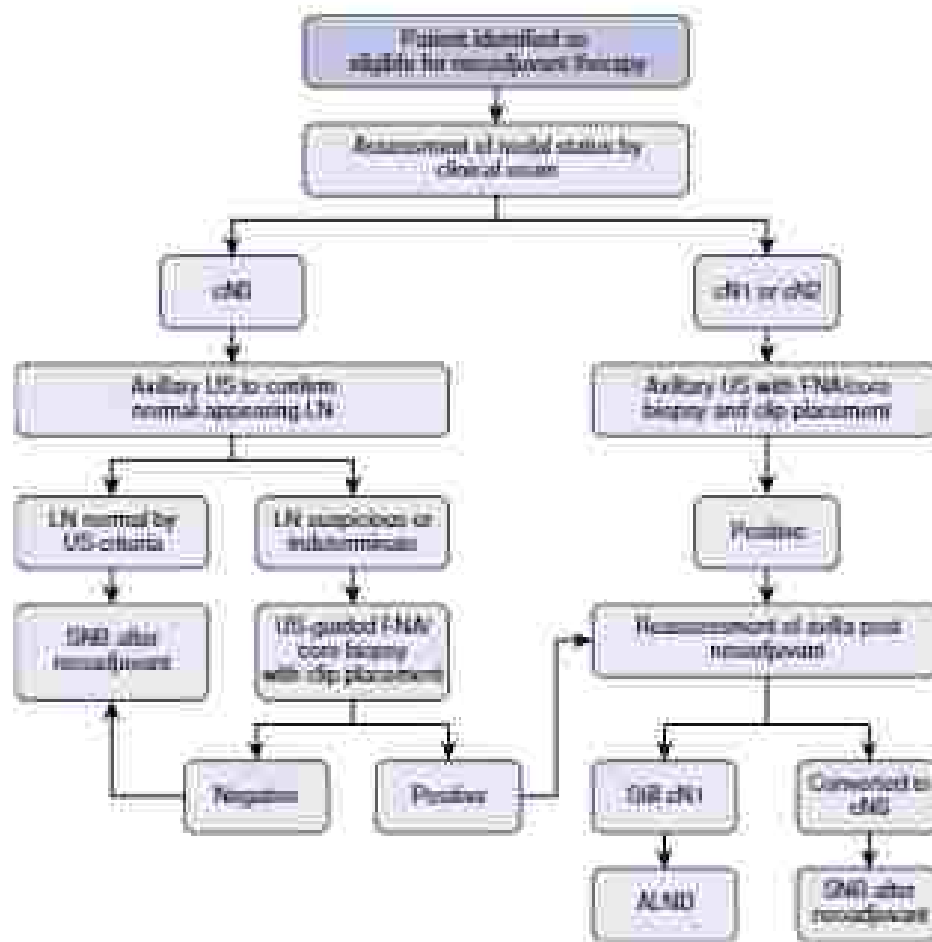 Patient identified as
eligible for neoadjuvant therapy
Assessment of nodal status by
clinical exam
cN0
cN1 or cN2
Axillary US to confirm
normal-appearing LN
Axillary US with FNA/core
biopsy and clip placement
LN normal by
US criteria
LN suspicious or
indeterminate
Positive
SNB after
neoadjuvant
US-guided FNA/
core biopsy
with clip placement
Reassessment of axilla post
neoadjuvant
Negative
Positive
Still cN1
Converted to
cN0
ALND
SNB after
neoadjuvant